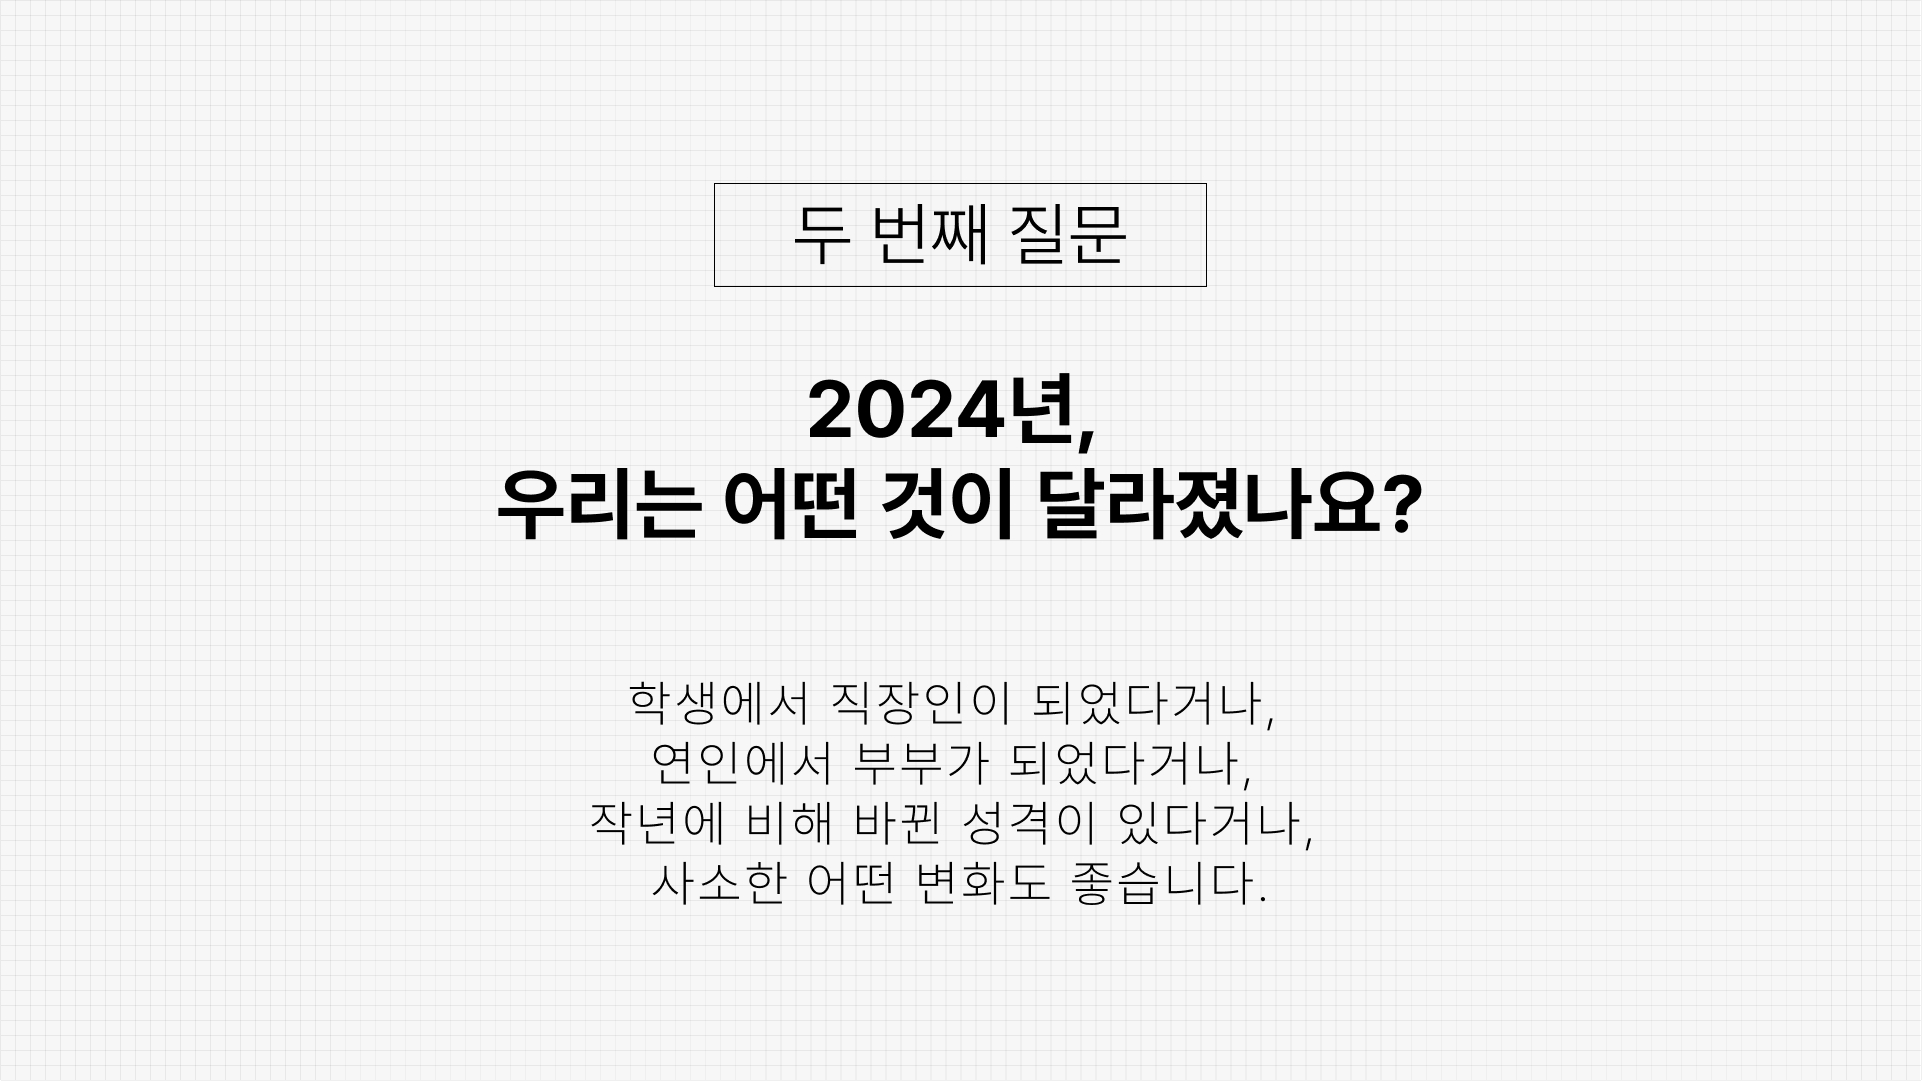 두 번째 질문
2024년,
우리는 어떤 것이 달라졌나요?
학생에서 직장인이 되었다거나,
연인에서 부부가 되었다거나,
작년에 비해 바뀐 성격이 있다거나,
사소한 어떤 변화도 좋습니다.